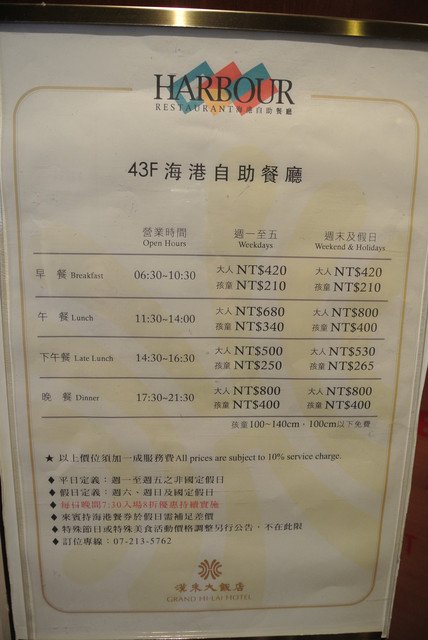 HARBOUR
RESTAURANT海港自助餐廳
43F 海港自助餐廳
營業時間 週一至五 週末及假日
Open Hours Weekdays Weekend & Holidays
早 餐 Breakfast 06:30~10:30 大人 NT$420 大人 NT$420
孩童 NT$210 孩童 NT$210
午 餐 Lunch 11:30~14:00 大人 NT$680 大人 NT$800
孩童 NT$340 孩童 NT$400
下午餐 Late Lunch 14:30~16:30 大人 NT$500 大人 NT$530
孩童 NT$250 孩童 NT$265
晚 餐 Dinner 17:30~21:30 大人 NT$800 大人 NT$800
孩童 NT$400 孩童 NT$400
孩童100~140cm，100cm以下免費
★ 以上價位須加一成服務費 All prices are subject to 10% service charge.
◆ 平日定義：週一至週五之非國定假日
◆ 假日定義：週六、週日及國定假日
◆ 每份晚間7:30入場8折優惠持續實施
◆ 來賓持海港餐券於假日需補足差價
◆ 特殊節日或特殊美食活動價格調整另行公告，不在此限
◆ 訂位專線：07-213-5762
漢來大飯店
GRAND HI-LAI HOTEL